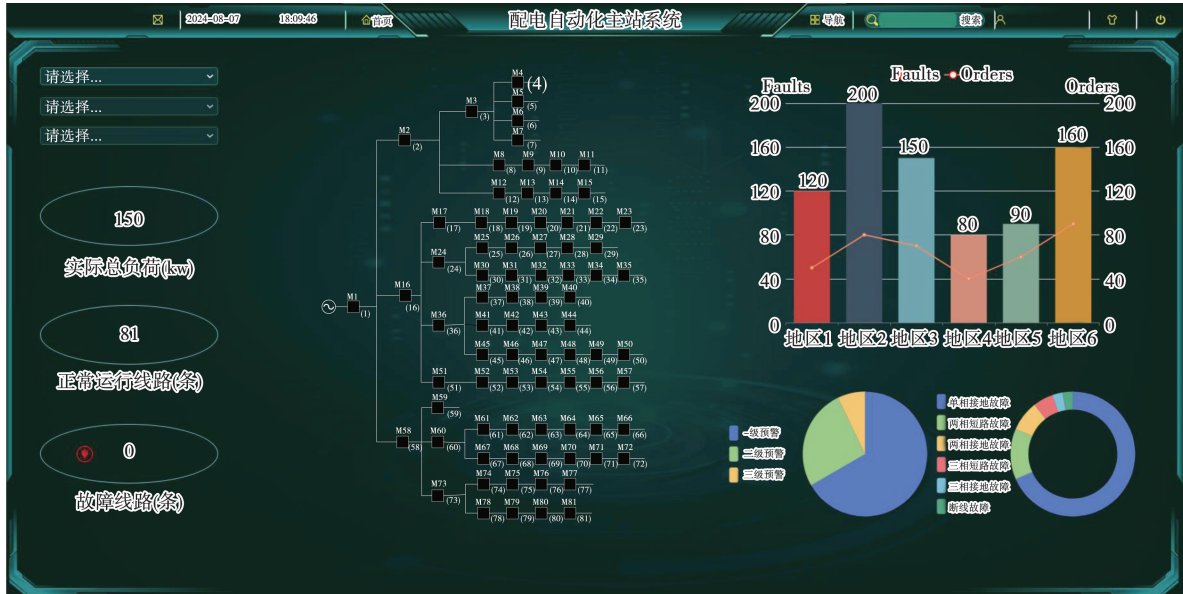 2024-08-07 18:09:46 首页 配电自动化主站系统 导航 搜索
请选择...
请选择...
请选择...
150
实际总负荷(kw)
81
正常运行线路(条)
0
故障线路(条)
M4
(4)
M5
(5)
M3
(3)
M6
(6)
M2
(2)
M7
(7)
M8 M9 M10 M11
(8) (9) (10) (11)
M12 M13 M14 M15
(12) (13) (14) (15)
M17 M18 M19 M20 M21 M22 M23
(17) (18) (19) (20) (21) (22) (23)
M24 M25 M26 M27 M28 M29
(24) (25) (26) (27) (28) (29)
M30 M31 M32 M33 M34 M35
(30) (31) (32) (33) (34) (35)
M16
(16)
M37 M38 M39 M40
(37) (38) (39) (40)
M1
(1)
M36 M41 M42 M43 M44
(36) (41) (42) (43) (44)
M45 M46 M47 M48 M49 M50
(45) (46) (47) (48) (49) (50)
M51 M52 M53 M54 M55 M56 M57
(51) (52) (53) (54) (55) (56) (57)
M59
(59)
M58 M60 M61 M62 M63 M64 M65 M66
(58) (60) (61) (62) (63) (64) (65) (66)
M67 M68 M69 M70 M71 M72
(67) (68) (69) (70) (71) (72)
M73 M74 M75 M76 M77
(73) (74) (75) (76) (77)
M78 M79 M80 M81
(78) (79) (80) (81)
Faults Orders
Faults Orders
200 200 200
160 150 160 160
120 120 120
80 80 90 80
40 40
0 0
地区1 地区2 地区3 地区4 地区5 地区6
一级预警
二级预警
三级预警
单相接地故障
两相短路故障
两相接地故障
三相短路故障
三相接地故障
断线故障